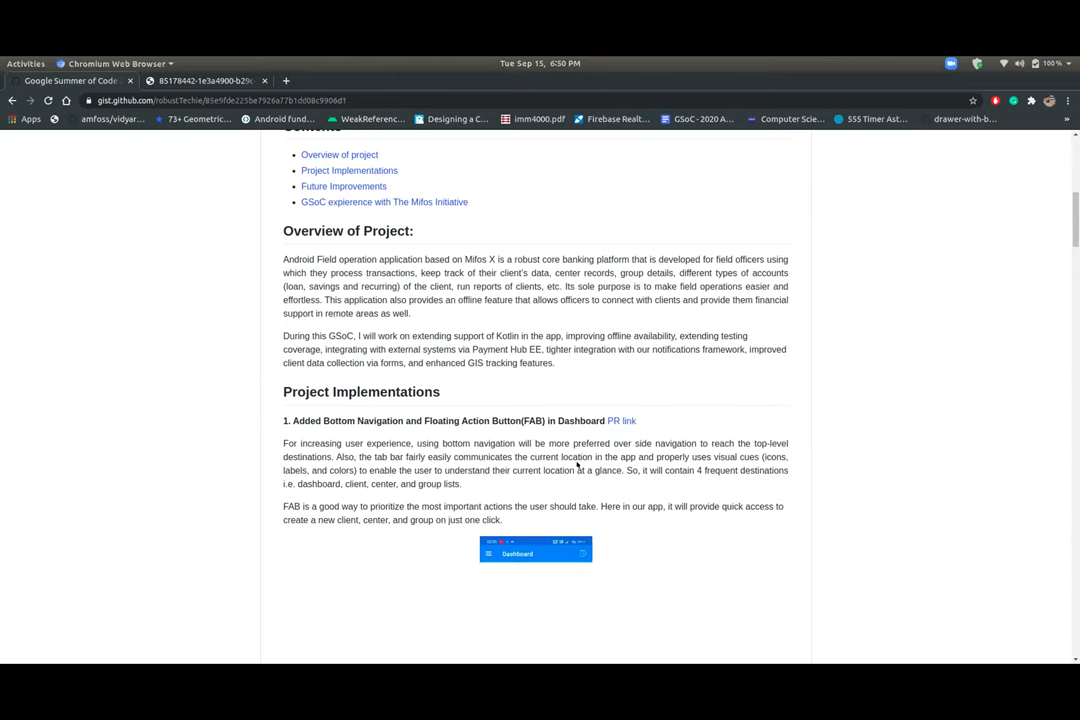 Activities Chromium Web Browser Tue Sep 15, 6:50 PM 100 %
Google Summer of Code 85178442-1e3a4900-b29
gist.github.com/robustTechie/85e9fde225be7926a77b1dd08c9906d1
Apps amfoss/vidyar... 73+ Geometric... Android fund... WeakReferenc... Designing a C... imm4000.pdf Firebase Realt... GSoC - 2020 A... Computer Scie... 555 Timer Ast... drawer-with-b... »
Contents
Overview of project
Project Implementations
Future Improvements
GSoC expierence with The Mifos Initiative
Overview of Project:
Android Field operation application based on Mifos X is a robust core banking platform that is developed for field officers using
which they process transactions, keep track of their client's data, center records, group details, different types of accounts
(loan, savings and recurring) of the client, run reports of clients, etc. Its sole purpose is to make field operations easier and
effortless. This application also provides an offline feature that allows officers to connect with clients and provide them financial
support in remote areas as well.
During this GSoC, I will work on extending support of Kotlin in the app, improving offline availability, extending testing
coverage, integrating with external systems via Payment Hub EE, tighter integration with our notifications framework, improved
client data collection via forms, and enhanced GIS tracking features.
Project Implementations
1. Added Bottom Navigation and Floating Action Button(FAB) in Dashboard PR link
For increasing user experience, using bottom navigation will be more preferred over side navigation to reach the top-level
destinations. Also, the tab bar fairly easily communicates the current location in the app and properly uses visual cues (icons,
labels, and colors) to enable the user to understand their current location at a glance. So, it will contain 4 frequent destinations
i.e. dashboard, client, center, and group lists.
FAB is a good way to prioritize the most important actions the user should take. Here in our app, it will provide quick access to
create a new client, center, and group on just one click.
Dashboard